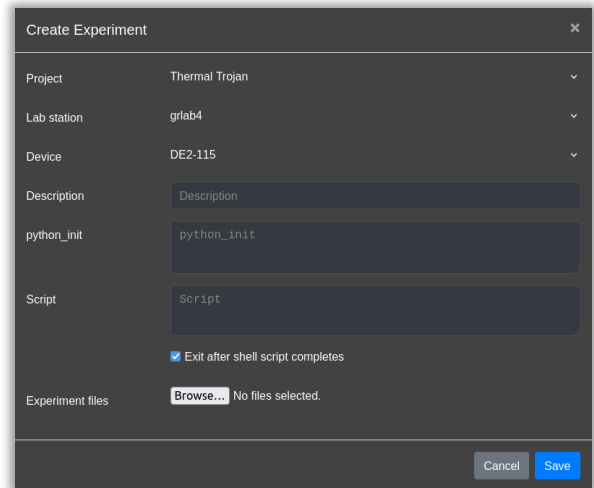 Create Experiment ×
Project Thermal Trojan
Lab station grlab4
Device DE2-115
Description Description
python_init python_init
Script Script
Exit after shell script completes
Experiment files Browse... No files selected.
Cancel Save